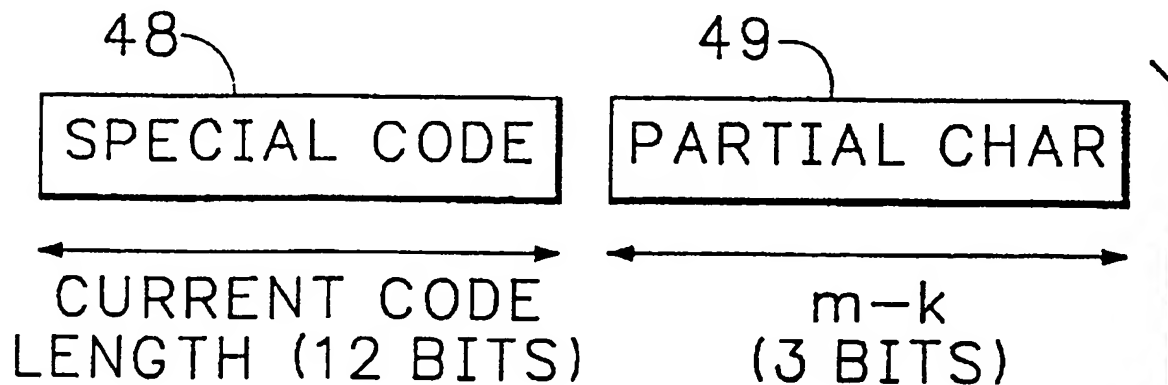 48 49
SPECIAL CODE PARTIAL CHAR
CURRENT CODE m-k
LENGTH (12 BITS) (3 BITS)